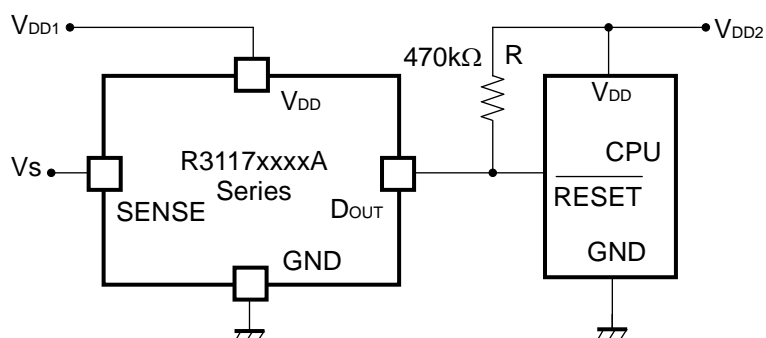 VDD1
VDD2
470kΩ R
VDD
VDD
R3117xxxxA
Series
CPU
Vs
SENSE
DOUT
RESET
GND
GND